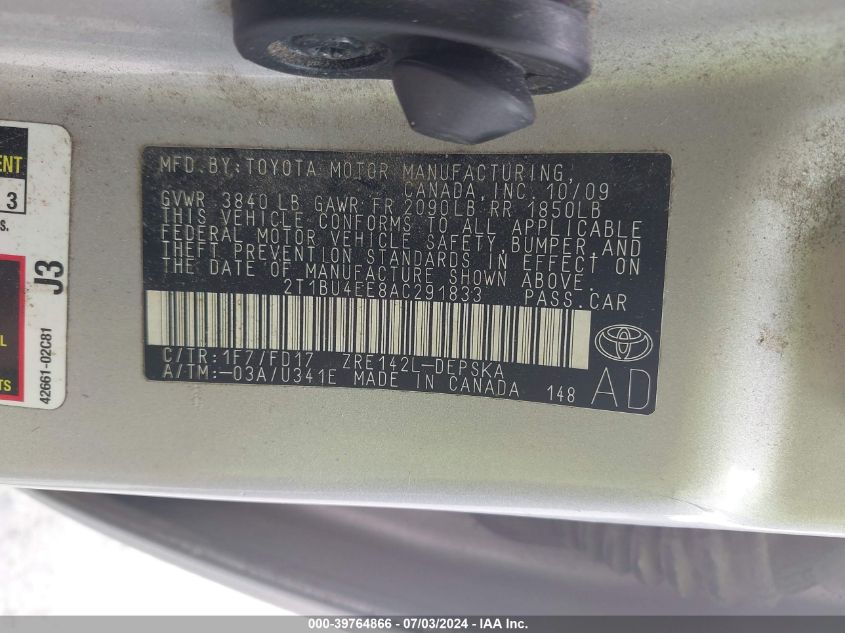 MFD. BY: TOYOTA MOTOR MANUFACTURING,
CANADA, INC. 10/09
GVWR 3840 LB GAWR FR 2090LB RR 1850LB
THIS VEHICLE CONFORMS TO ALL APPLICABLE
FEDERAL MOTOR VEHICLE SAFETY, BUMPER AND
THEFT PREVENTION STANDARDS IN EFFECT ON
THE DATE OF MANUFACTURE SHOWN ABOVE.
2T1BU4EE8AC291833 PASS.CAR
C/TR:1F7/FD17 ZRE142L-DEPSKA
A/TM:-03A/U341E MADE IN CANADA 148
AD
ENT
3
S.
J3
L
TS
42661-02C81
000-39764866 - 07/03/2024 - IAA Inc.